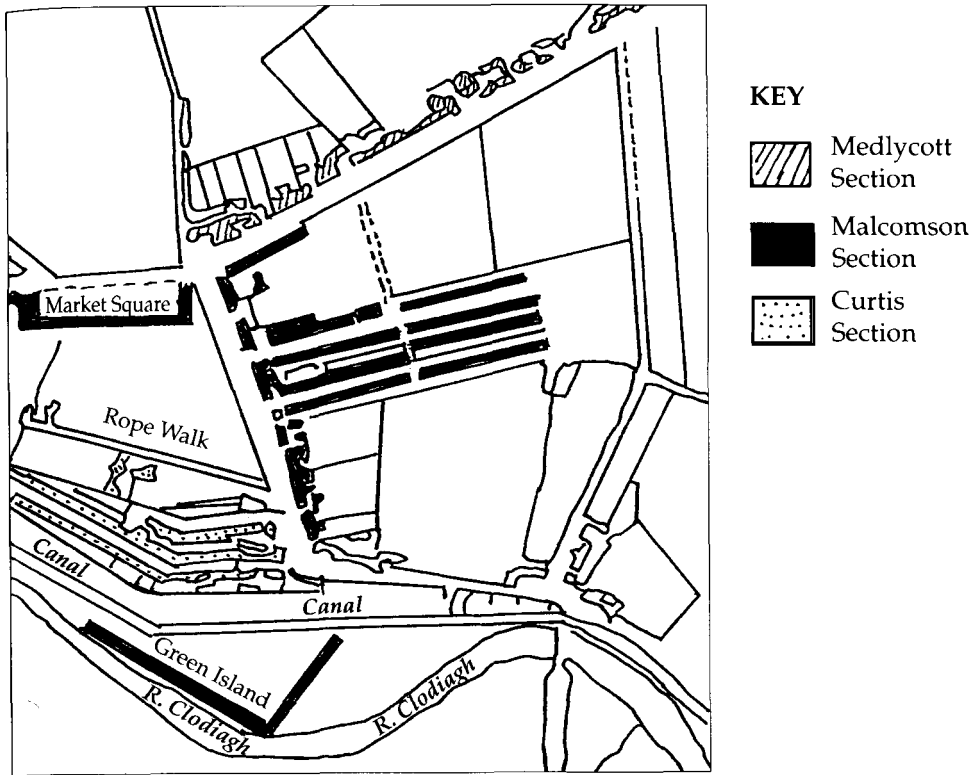 KEY
Medlycott
Section
Malcomson
Section
Curtis
Section
Market Square
Rope Walk
Canal
Canal
Green Island
R. Clodiagh
R. Clodiagh